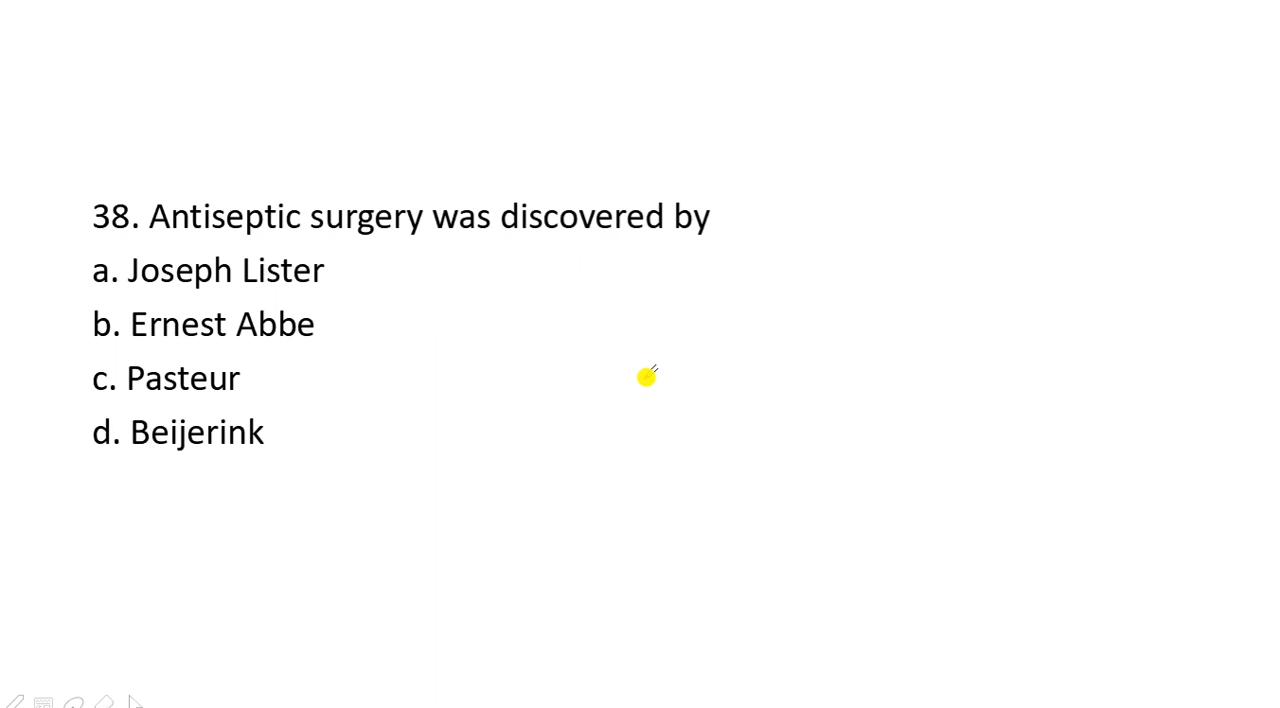 38. Antiseptic surgery was discovered by
a. Joseph Lister
b. Ernest Abbe
c. Pasteur
d. Beijerink